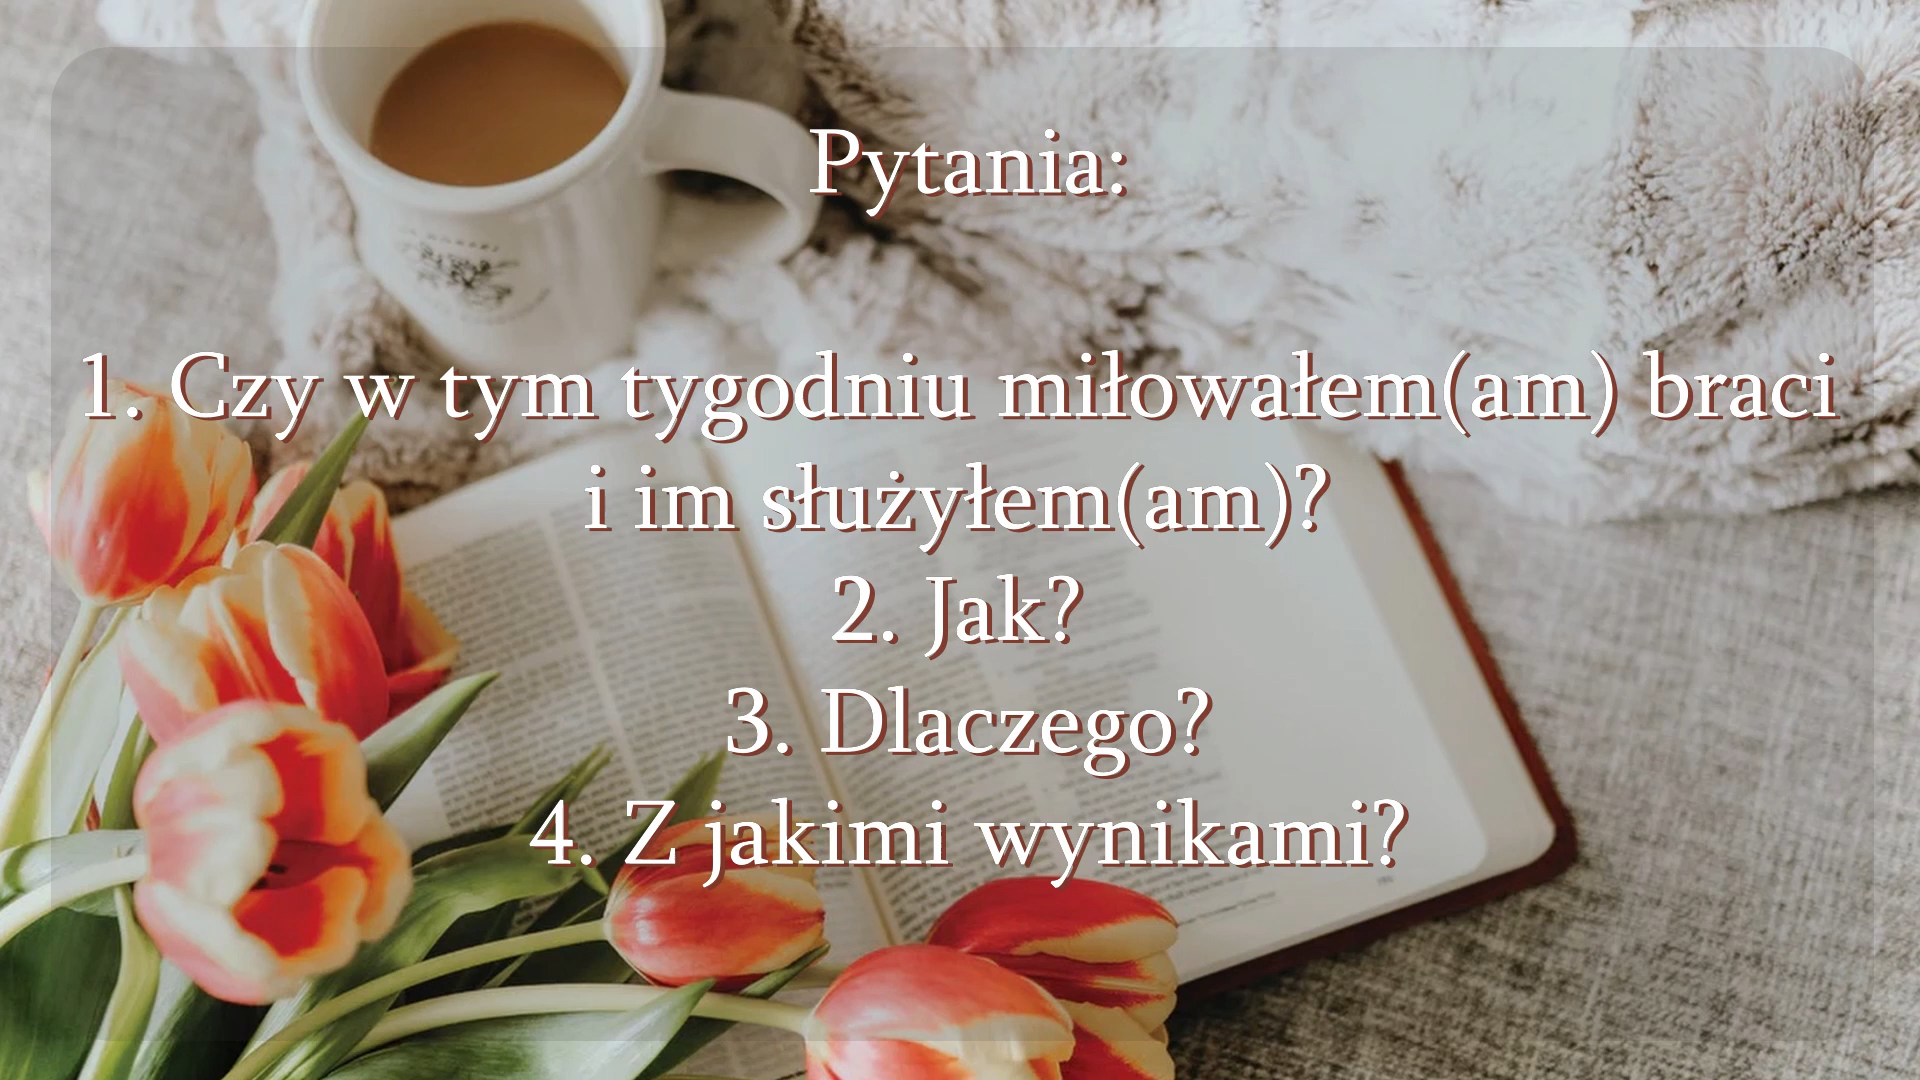 Pytania:
1. Czy w tym tygodniu miłowałem(am) braci
i im służyłem(am)?
2. Jak?
3. Dlaczego?
4. Z jakimi wynikami?